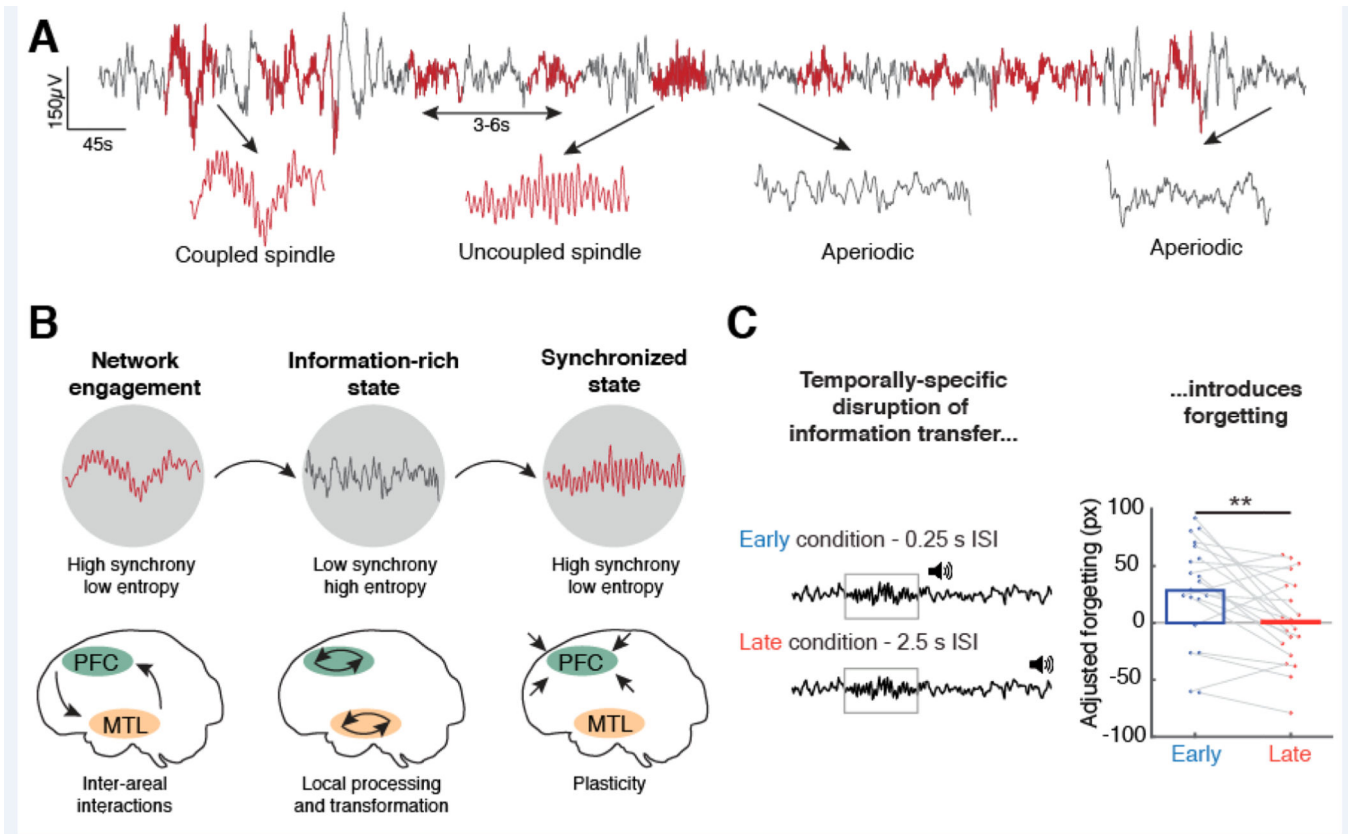 A
150µV
45s
3-6s
Coupled spindle
Uncoupled spindle
Aperiodic
Aperiodic
B
Network
engagement
Information-rich
state
Synchronized
state
High synchrony
low entropy
Low synchrony
high entropy
High synchrony
low entropy
PFC
MTL
PFC
MTL
Inter-areal
interactions
Local processing
and transformation
Plasticity
C
Temporally-specific
disruption of
information transfer...
...introduces
forgetting
Early condition - 0.25 s ISI
Late condition - 2.5 s ISI
Adjusted forgetting (px)
100
50
0
-50
-100
**
Early
Late